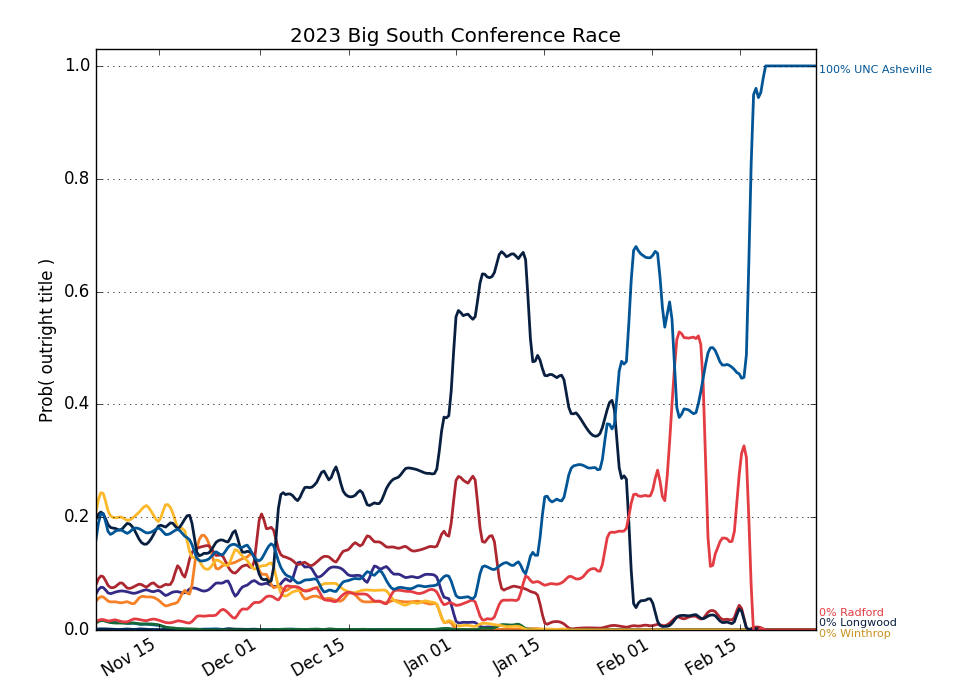 2023 Big South Conference Race
Prob( outright title )
1.0
0.8
0.6
0.4
0.2
0.0
Nov 15
Dec 01
Dec 15
Jan 01
Jan 15
Feb 01
Feb 15
100% UNC Asheville
0% Radford
0% Longwood
0% Winthrop